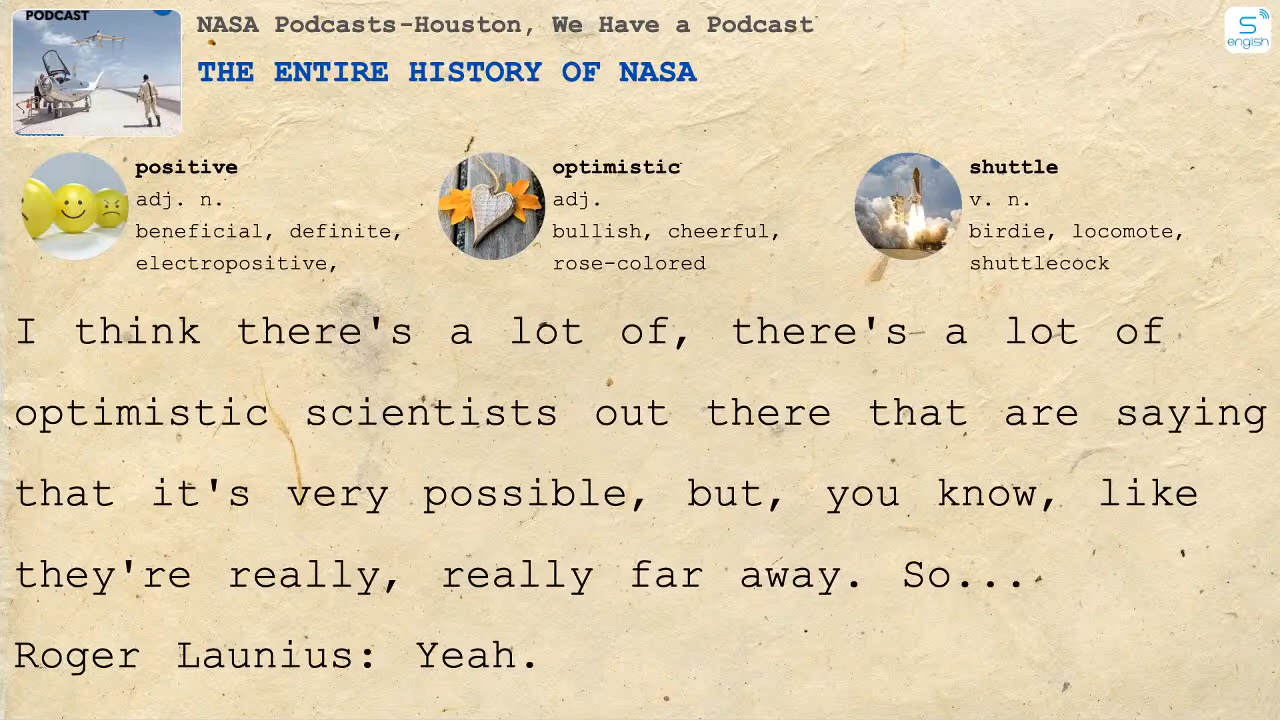 PODCAST
NASA Podcasts-Houston, We Have a Podcast
THE ENTIRE HISTORY OF NASA
S
english
positive
adj. n.
beneficial, definite,
electropositive,
optimistic
adj.
bullish, cheerful,
rose-colored
shuttle
v. n.
birdie, locomote,
shuttlecock
I think there's a lot of, there's a lot of
optimistic scientists out there that are saying
that it's very possible, but, you know, like
they're really, really far away. So...
Roger Launius: Yeah.